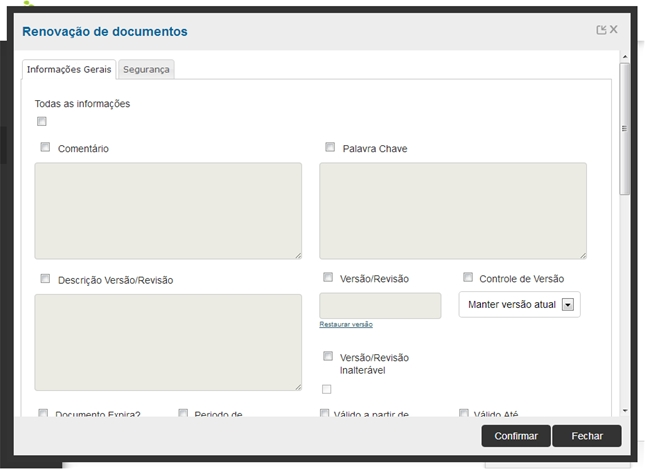 Renovação de documentos
Informações Gerais
Segurança
Todas as informações
Comentário
Palavra Chave
Descrição Versão/Revisão
Versão/Revisão
Controle de Versão
Manter versão atual
Restaurar versão
Versão/Revisão
Inalterável
Documento Expira?
Periodo de
Válido a partir de
Válido Até
Confirmar
Fechar